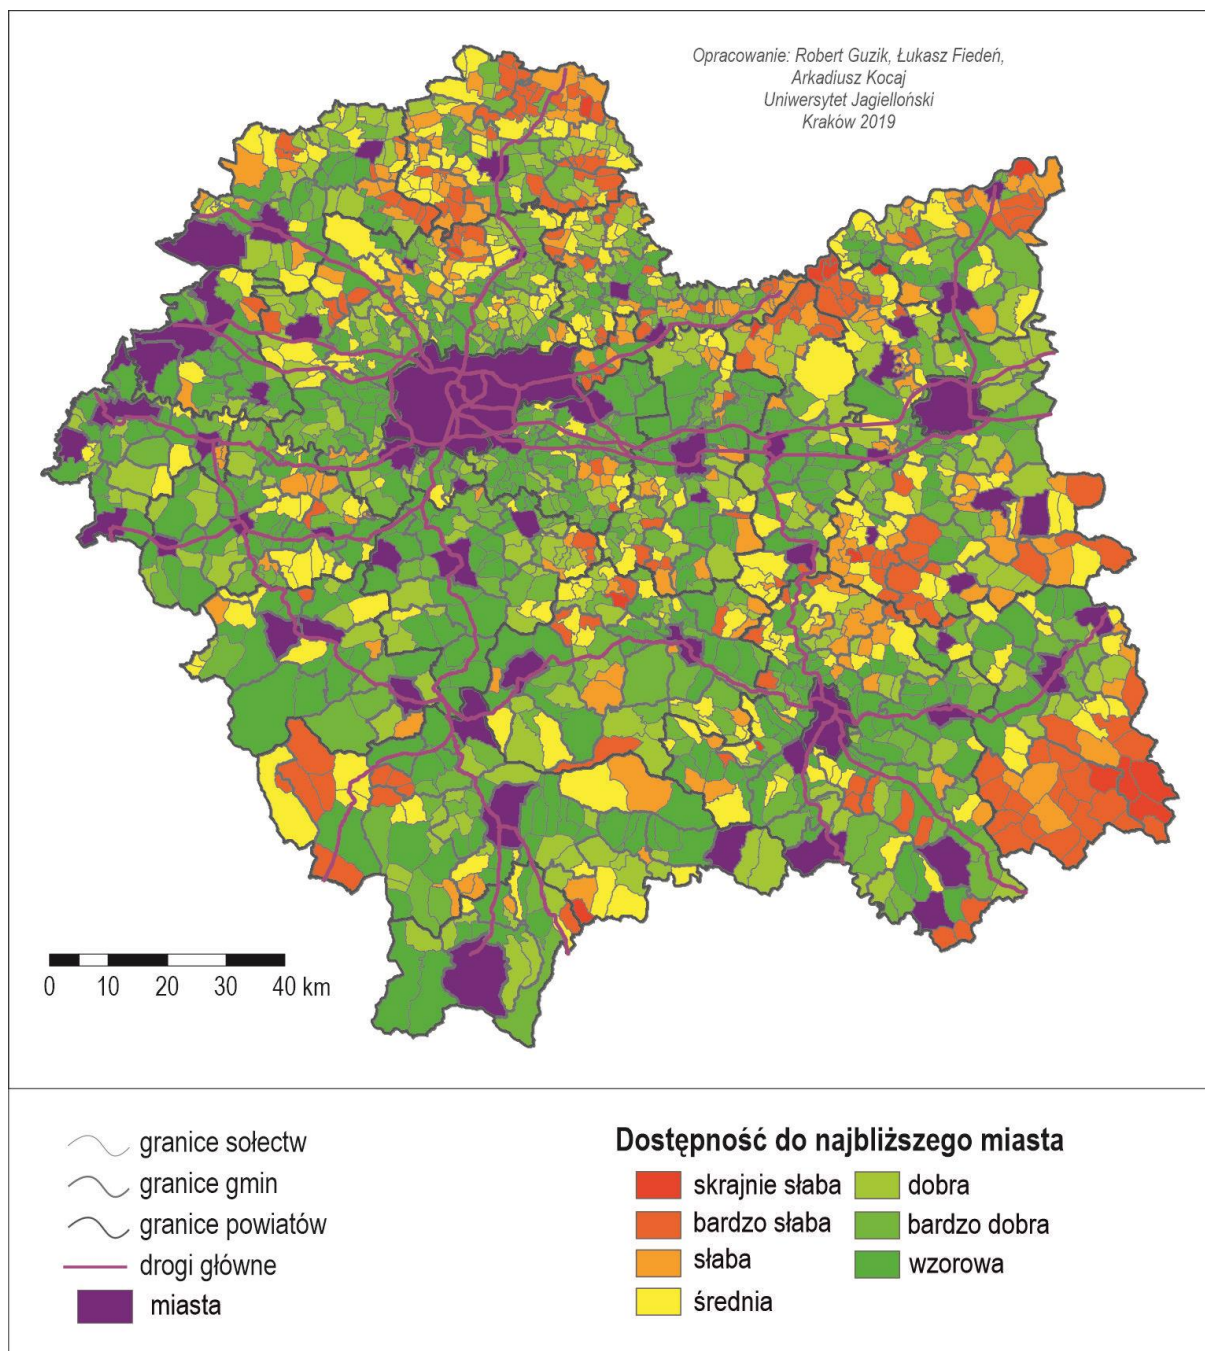 Opracowanie: Robert Guzik, Łukasz Fiedeń,
Arkadiusz Kocaj
Uniwersytet Jagielloński
Kraków 2019
0 10 20 30 40 km
granice sołectw
granice gmin
granice powiatów
drogi główne
miasta
Dostępność do najbliższego miasta
skrajnie słaba
bardzo słaba
słaba
średnia
dobra
bardzo dobra
wzorowa